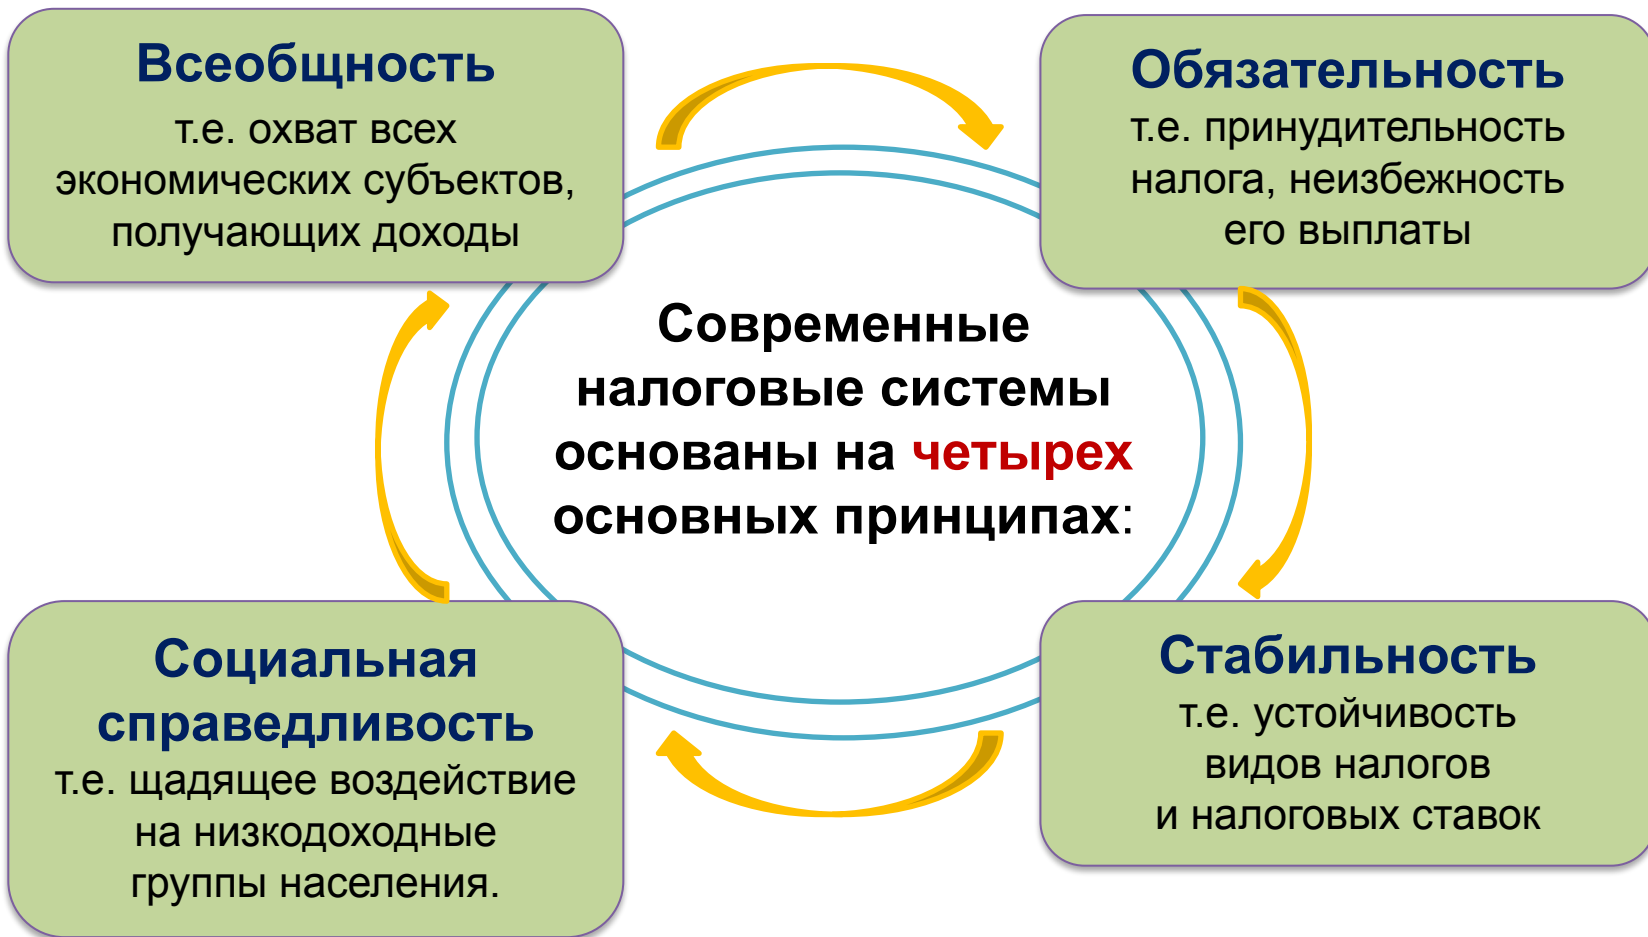 Всеобщность
т.е. охват всех
экономических субъектов,
получающих доходы
Обязательность
т.е. принудительность
налога, неизбежность
его выплаты
Современные
налоговые системы
основаны на четырех
основных принципах:
Социальная
справедливость
т.е. щадящее воздействие
на низкодоходные
группы населения.
Стабильность
т.е. устойчивость
видов налогов
и налоговых ставок